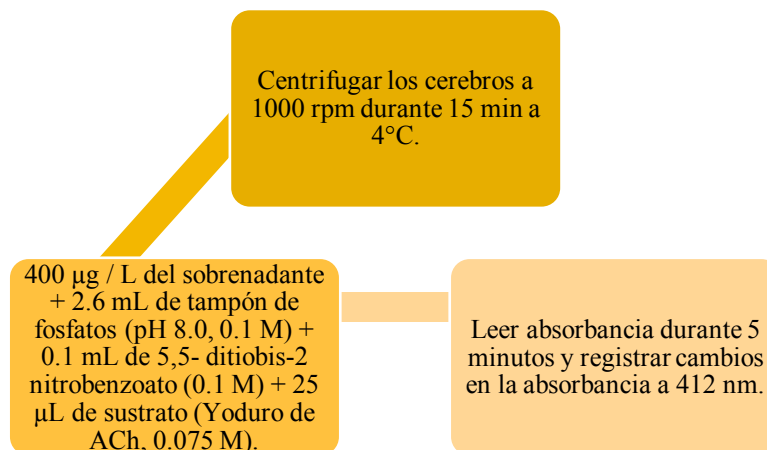 Centrifugar los cerebros a
1000 rpm durante 15 min a
4°C.
400 μg / L del sobrenadante
+ 2.6 mL de tampón de
fosfatos (pH 8.0, 0.1 M) +
0.1 mL de 5,5- ditiobis-2
nitrobenzoato (0.1 M) + 25
μL de sustrato (Yoduro de
ACh, 0.075 M).
Leer absorbancia durante 5
minutos y registrar cambios
en la absorbancia a 412 nm.